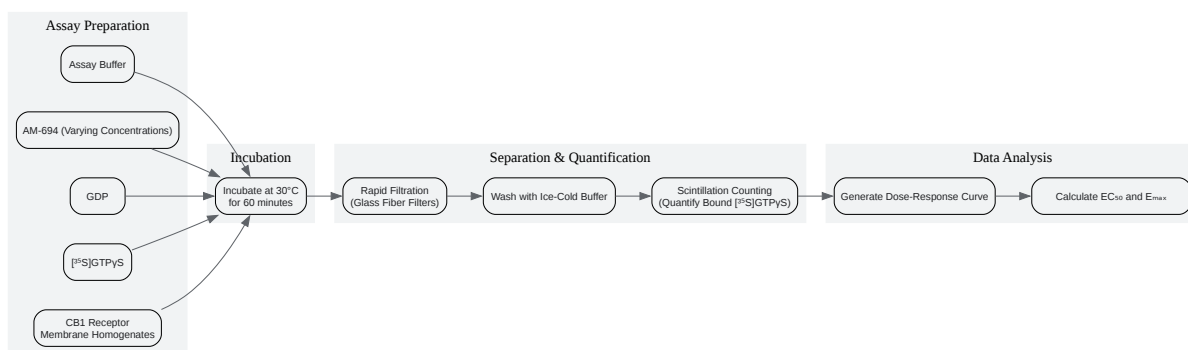 Assay Preparation
Assay Buffer
AM-694 (Varying Concentrations)
GDP
[³⁵S]GTPγS
CB1 Receptor
Membrane Homogenates
Incubation
Incubate at 30°C
for 60 minutes
Separation & Quantification
Rapid Filtration
(Glass Fiber Filters)
Wash with Ice-Cold Buffer
Scintillation Counting
(Quantify Bound [³⁵S]GTPγS)
Data Analysis
Generate Dose-Response Curve
Calculate EC₅₀ and Eₘₐₓ